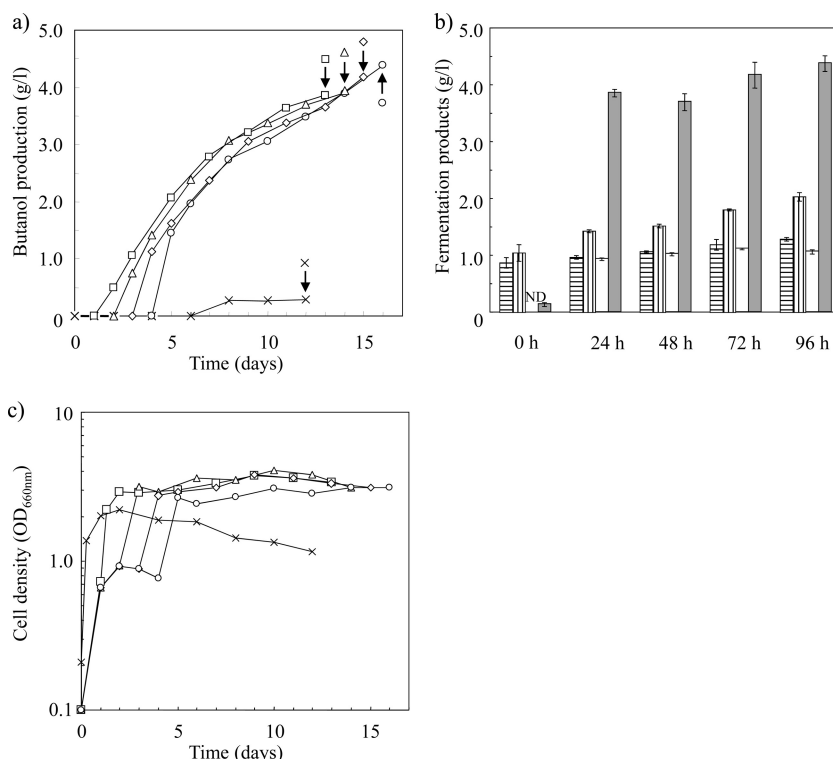 a)
5.0
4.0
3.0
2.0
1.0
0
Butanol production (g/l)
0
5
10
15
Time (days)
b)
5.0
4.0
3.0
2.0
1.0
0
Fermentation products (g/l)
ND
0 h
24 h
48 h
72 h
96 h
c)
10
1.0
0.1
Cell density (OD660nm)
0
5
10
15
Time (days)